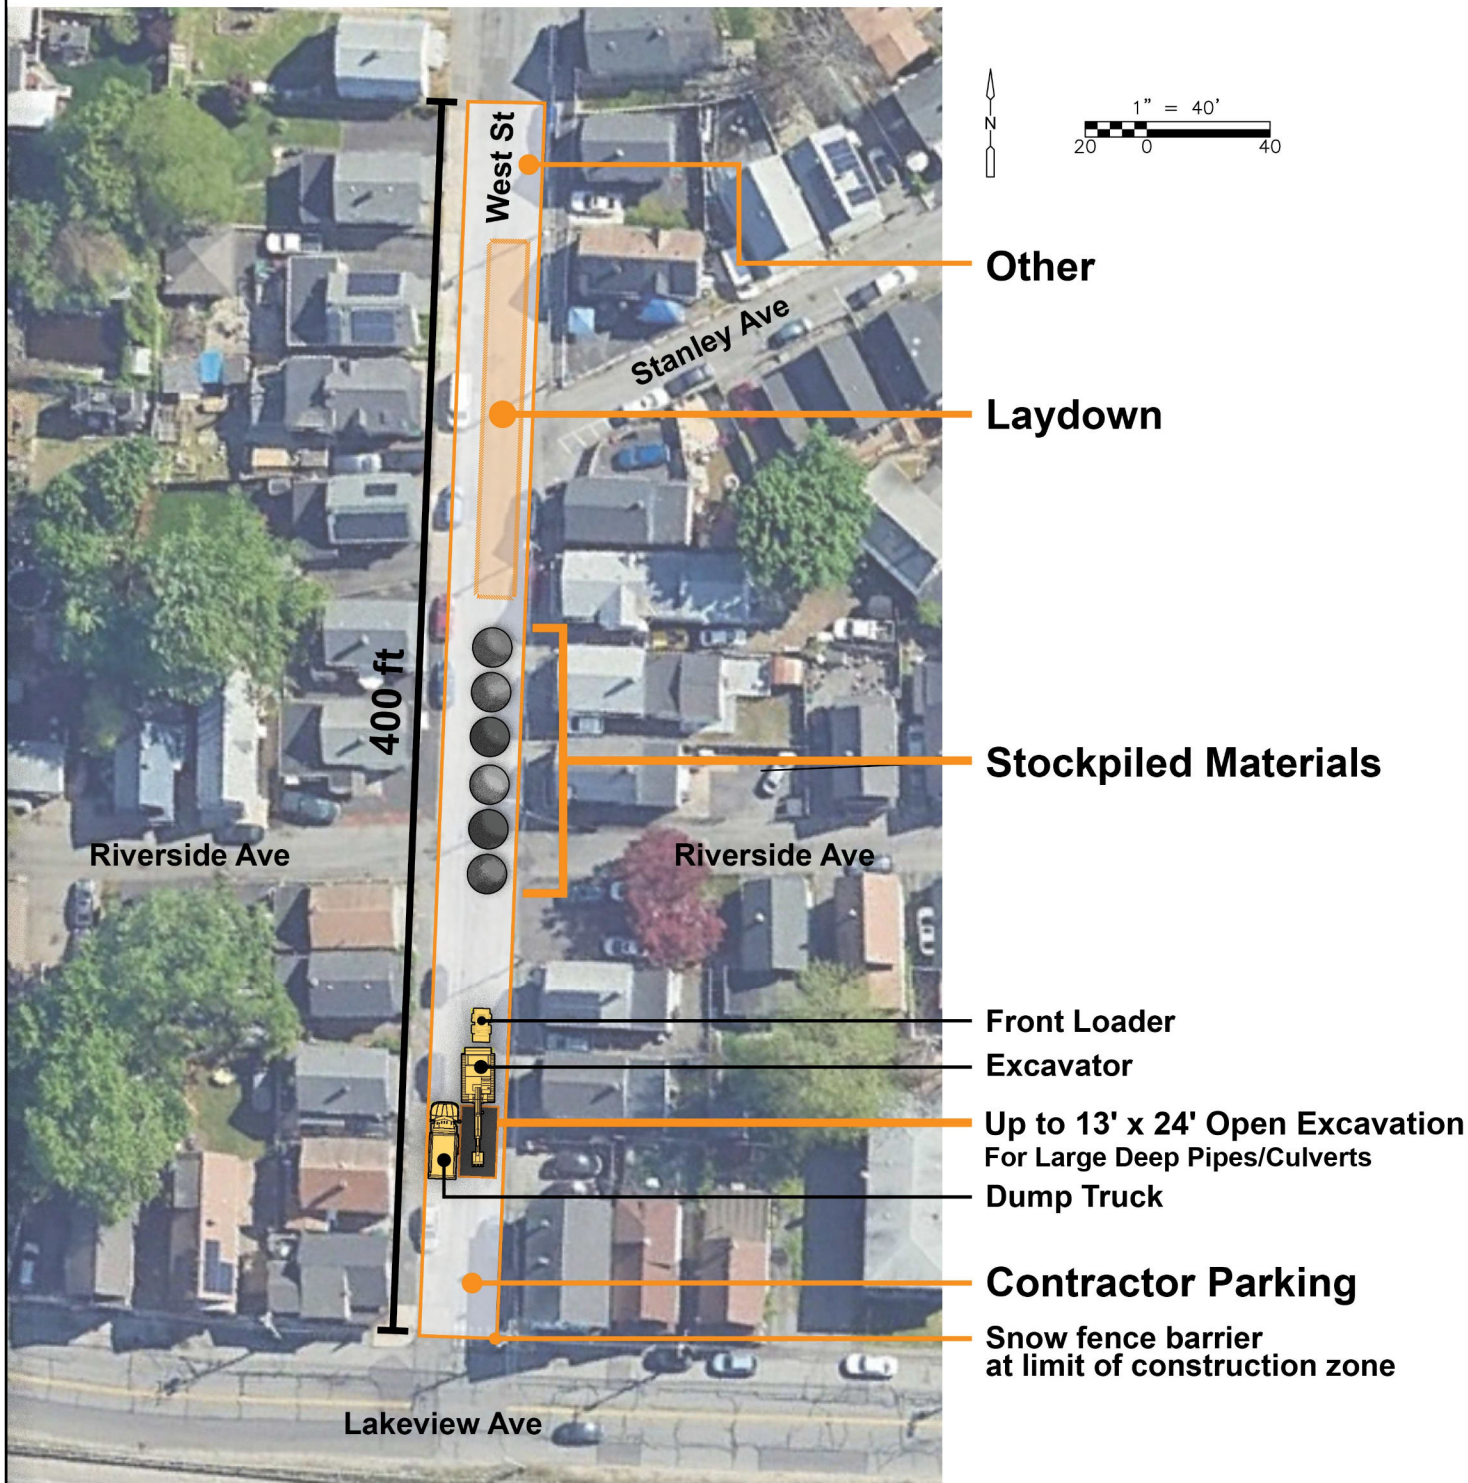 West St
N
1" = 40'
20 0 40
Other
Stanley Ave
Laydown
400 ft
Stockpiled Materials
Riverside Ave
Riverside Ave
Front Loader
Excavator
Up to 13' x 24' Open Excavation
For Large Deep Pipes/Culverts
Dump Truck
Contractor Parking
Snow fence barrier
at limit of construction zone
Lakeview Ave